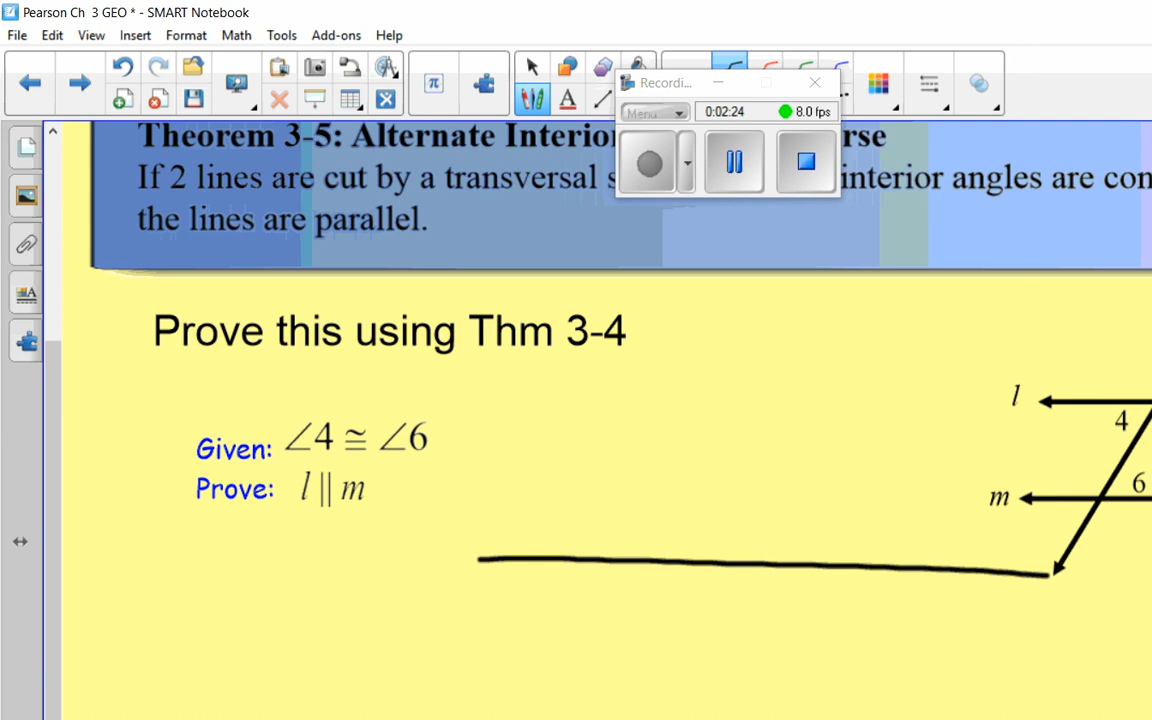 Pearson Ch 3 GEO * - SMART Notebook
File Edit View Insert Format Math Tools Add-ons Help
Recordi...
Menu 0:02:24 8.0 fps
Theorem 3-5: Alternate Interio rse
If 2 lines are cut by a transversal s interior angles are con
the lines are parallel.
Prove this using Thm 3-4
l
4
Given: ∠4 ≅ ∠6
Prove: l || m
6
m